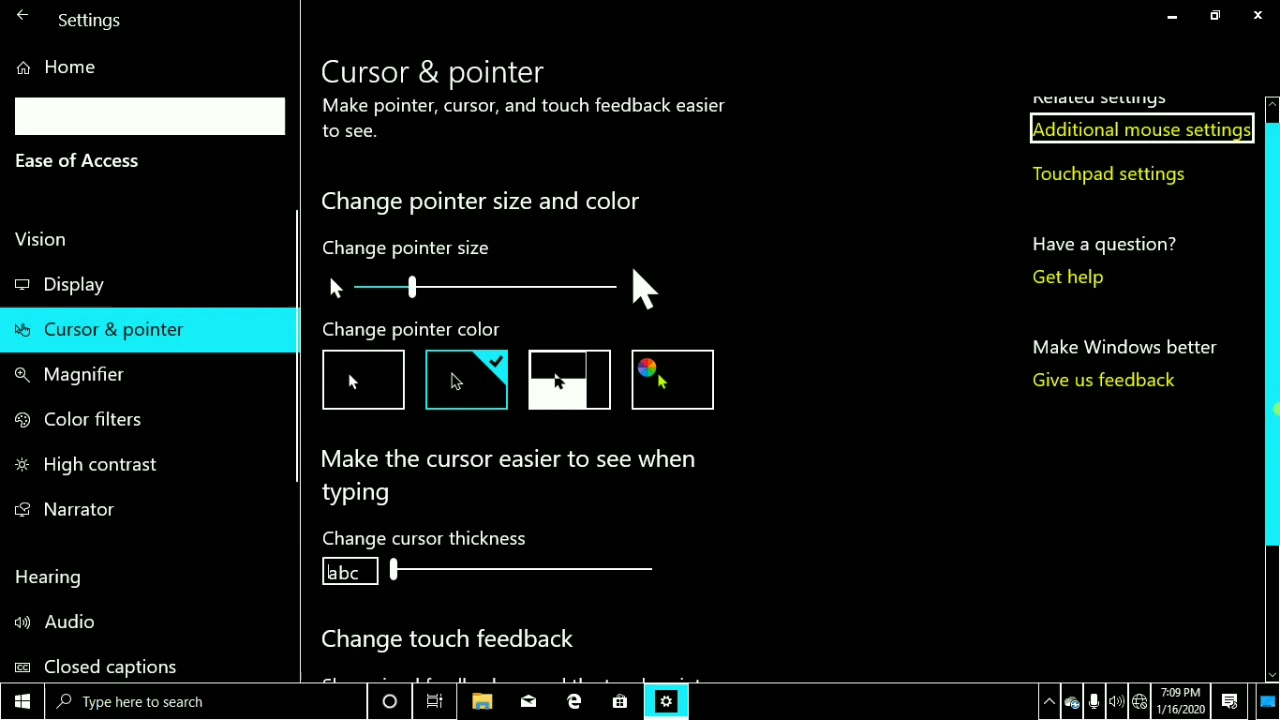 Settings
Home
Ease of Access
Vision
Display
Cursor & pointer
Magnifier
Color filters
High contrast
Narrator
Hearing
Audio
Closed captions
Cursor & pointer
Make pointer, cursor, and touch feedback easier
to see.
Change pointer size and color
Change pointer size
Change pointer color
Make the cursor easier to see when
typing
Change cursor thickness
abc
Change touch feedback
Related settings
Additional mouse settings
Touchpad settings
Have a question?
Get help
Make Windows better
Give us feedback
Type here to search
7:09 PM
1/16/2020